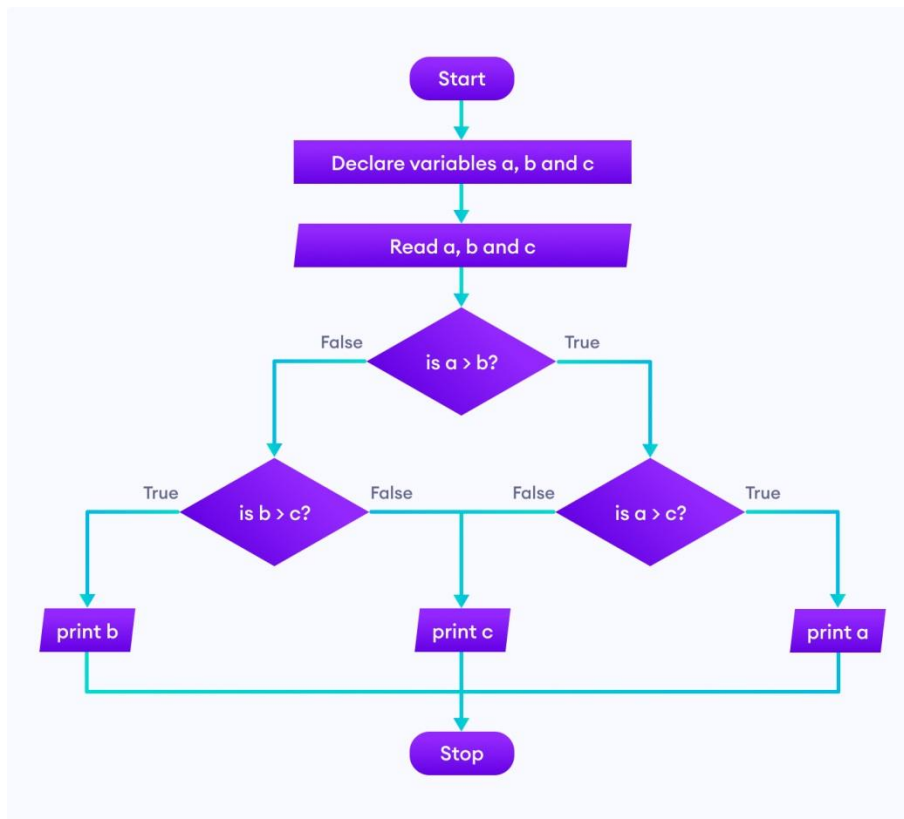 Start
Declare variables a, b and c
Read a, b and c
False
True
is a > b?
True
False
False
True
is b > c?
is a > c?
print b
print c
print a
Stop